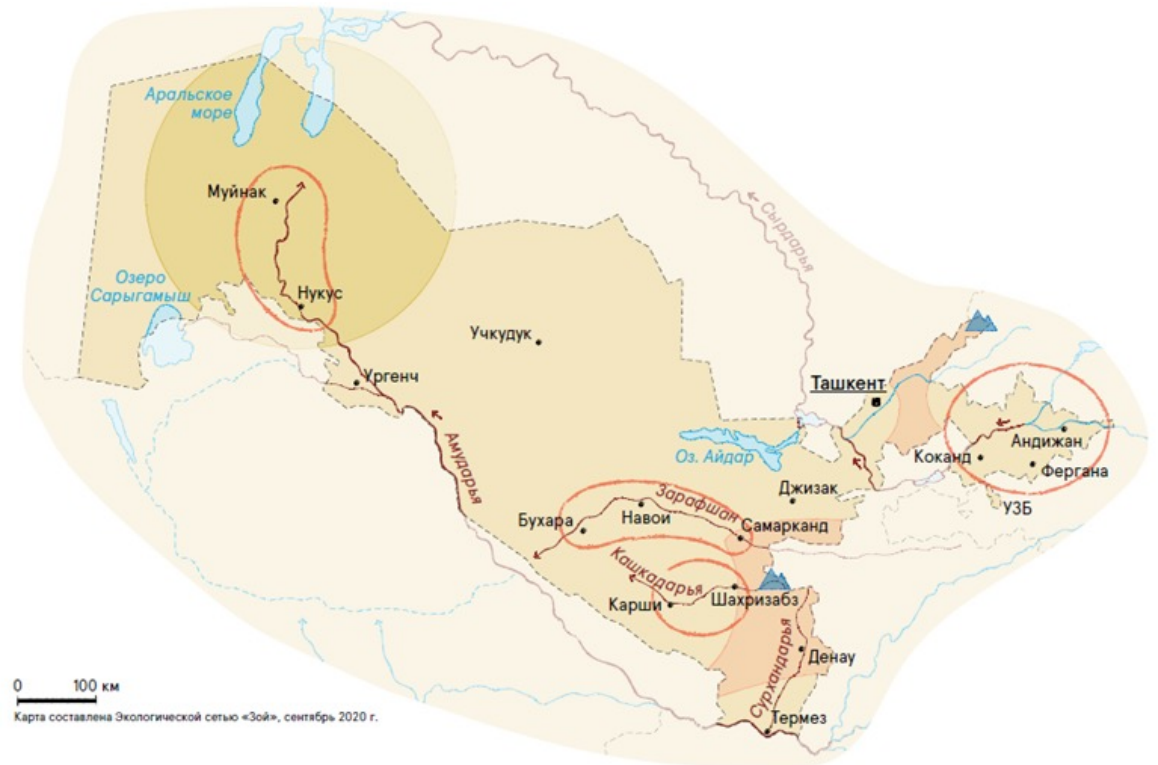 Аральское
море
Муйнак
Сырдарья
Озеро
Сарыгамыш
Нукус
Учкудук
Ургенч
Ташкент
Амударья
Оз. Айдар
Коканд
Андижан
Фергана
УЗБ
Джизак
Зарафшан
Бухара
Навои
Самарканд
Кашкадарья
Карши
Шахризабз
Сурхандарья
Денау
Термез
0 100 км
Карта составлена Экологической сетью «Зой», сентябрь 2020 г.